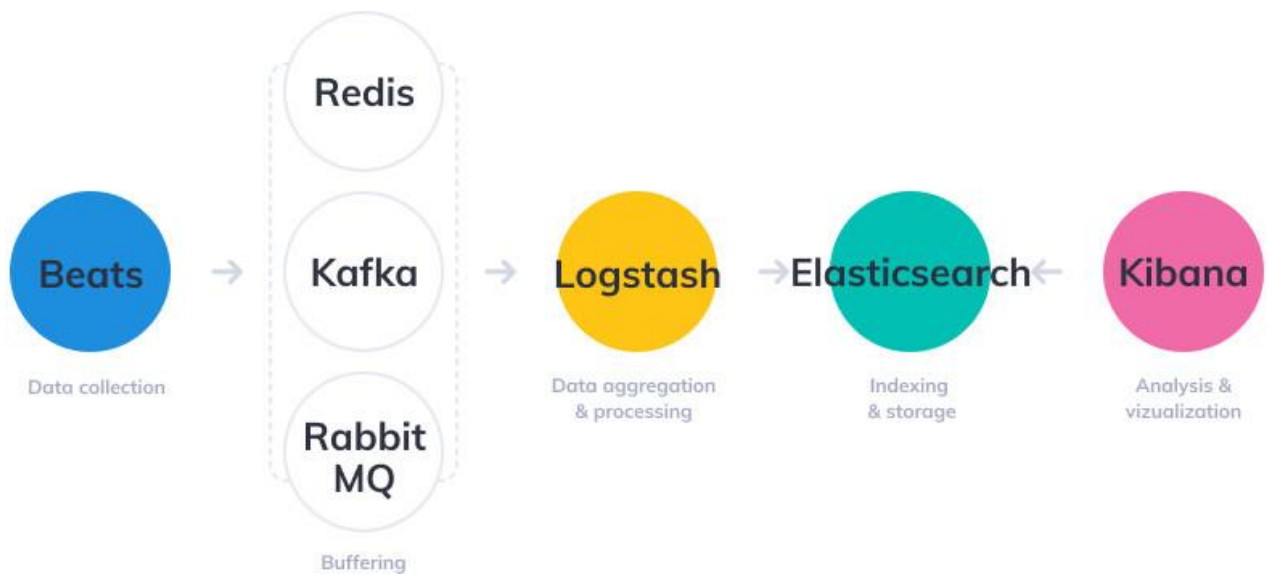 Redis
Beats
Kafka
Logstash
Elasticsearch
Kibana
Data collection
Data aggregation
& processing
Indexing
& storage
Analysis &
vizualization
Rabbit
MQ
Buffering